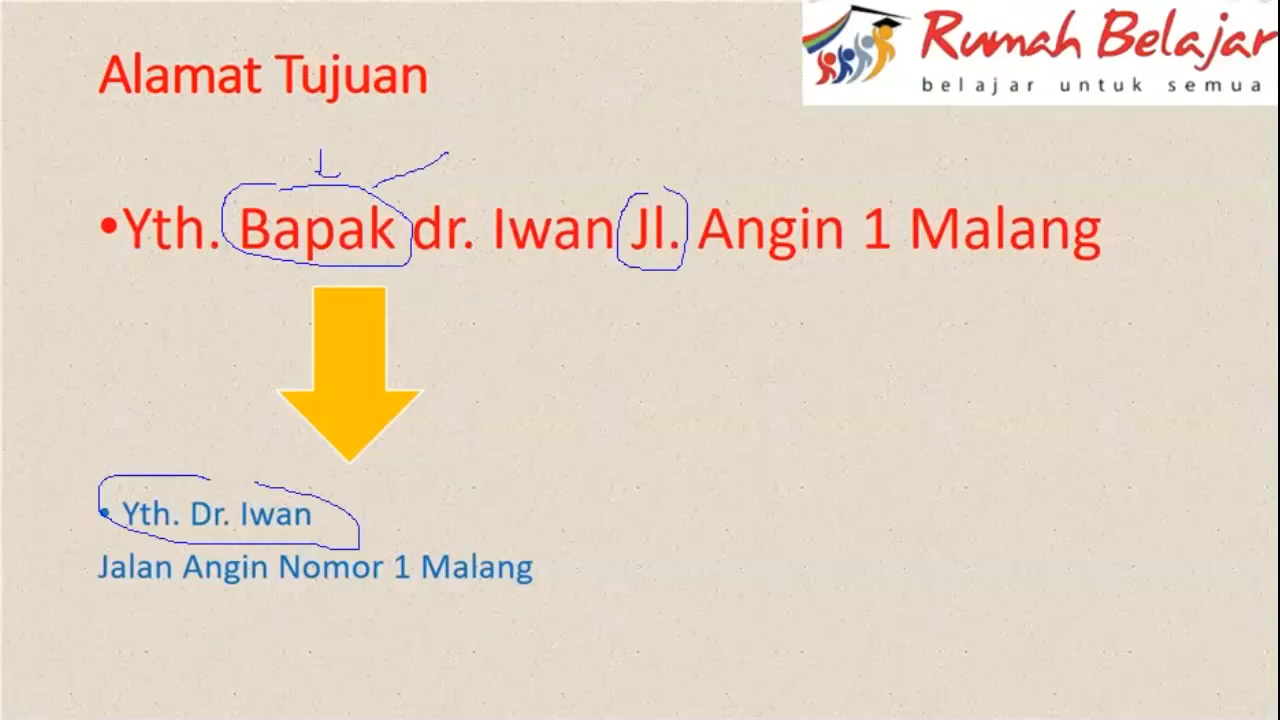 Rumah Belajar
belajar untuk semua
Alamat Tujuan
•Yth. Bapak dr. Iwan Jl. Angin 1 Malang
• Yth. Dr. Iwan
Jalan Angin Nomor 1 Malang